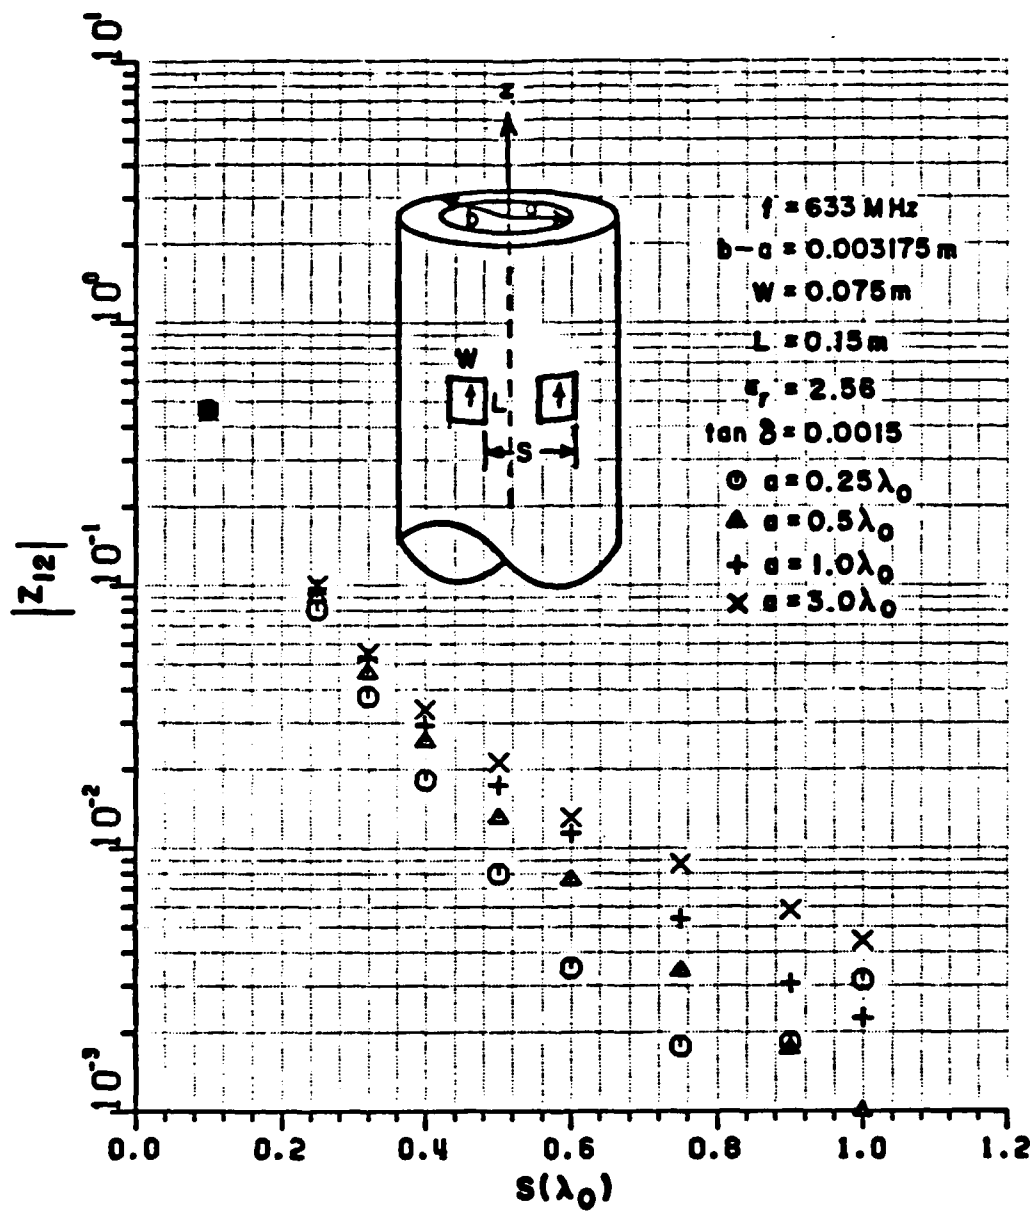 10¹
10⁰
10⁻¹
10⁻²
10⁻³
|Z₁₂|
z
b
a
W
L
S
f = 633 MHz
b-a = 0.003175 m
W = 0.075 m
L = 0.15 m
εᵣ = 2.56
tan δ = 0.0015
a = 0.25λ₀
a = 0.5λ₀
a = 1.0λ₀
a = 3.0λ₀
0.0 0.2 0.4 0.6 0.8 1.0 1.2
S(λ₀)